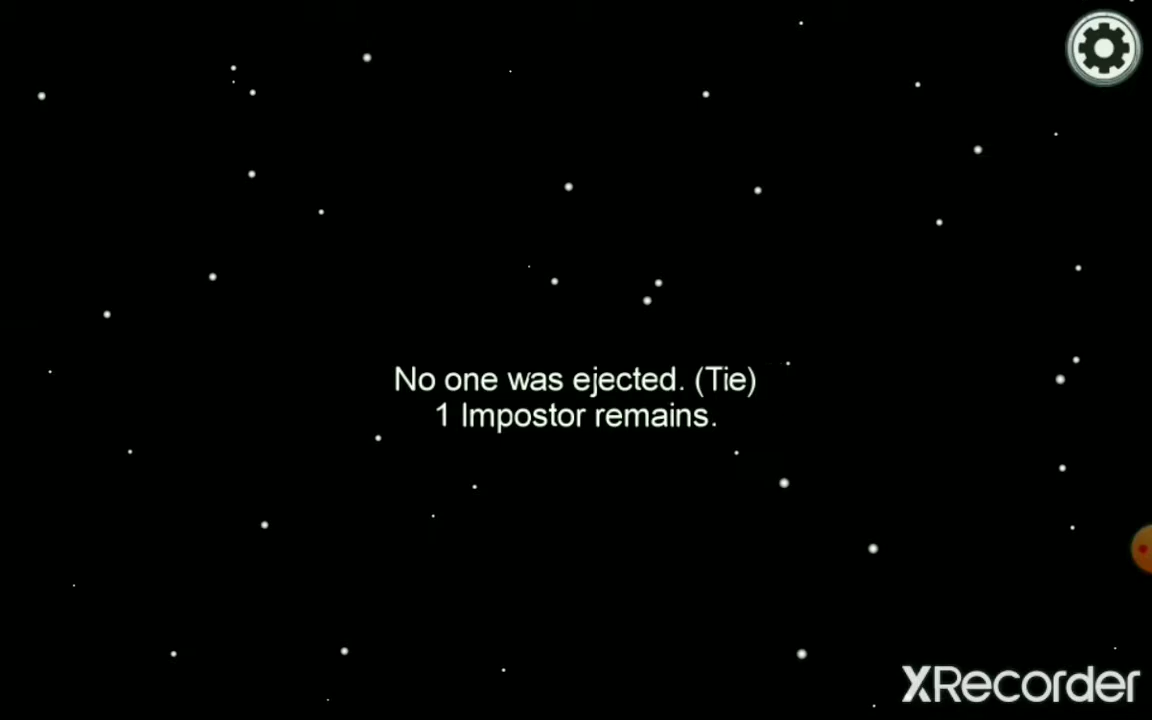 No one was ejected. (Tie)
1 Impostor remains.
XRecorder